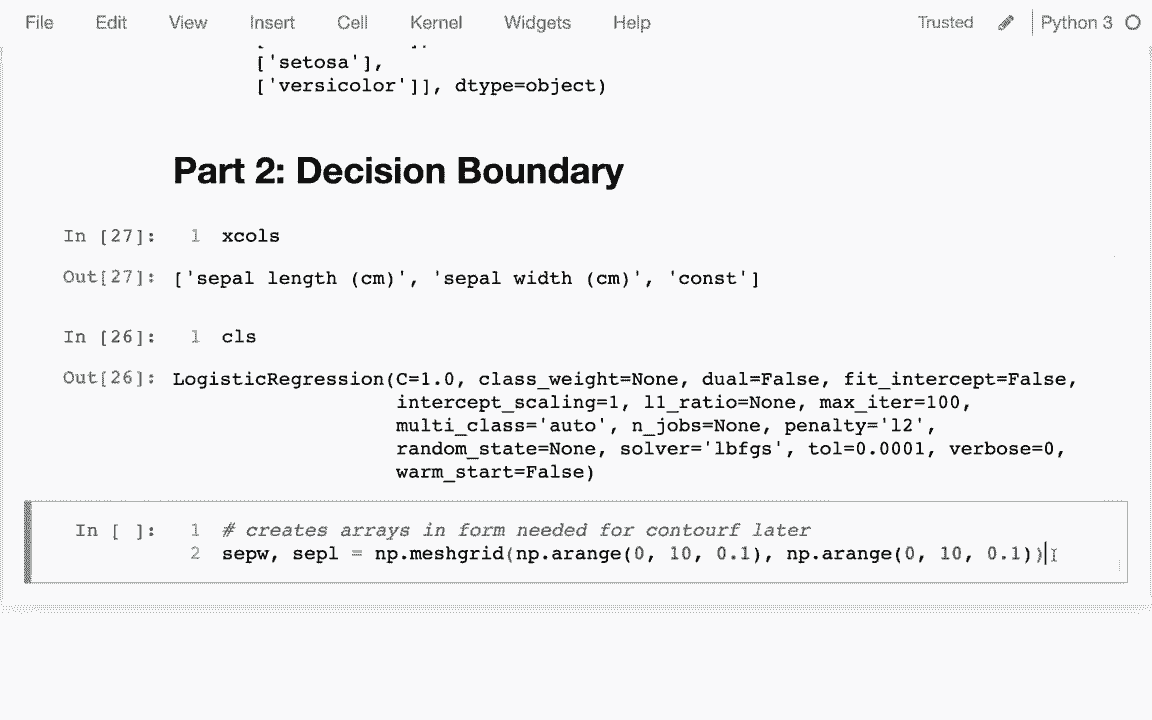 File Edit View Insert Cell Kernel Widgets Help Trusted Python 3
['setosa'],
['versicolor']], dtype=object)
Part 2: Decision Boundary
In [27]: 1 xcols
Out[27]: ['sepal length (cm)', 'sepal width (cm)', 'const']
In [26]: 1 cls
Out[26]: LogisticRegression(C=1.0, class_weight=None, dual=False, fit_intercept=False,
intercept_scaling=1, l1_ratio=None, max_iter=100,
multi_class='auto', n_jobs=None, penalty='l2',
random_state=None, solver='lbfgs', tol=0.0001, verbose=0,
warm_start=False)
In [ ]: 1 # creates arrays in form needed for contourf later
2 sepw, sepl = np.meshgrid(np.arange(0, 10, 0.1), np.arange(0, 10, 0.1))